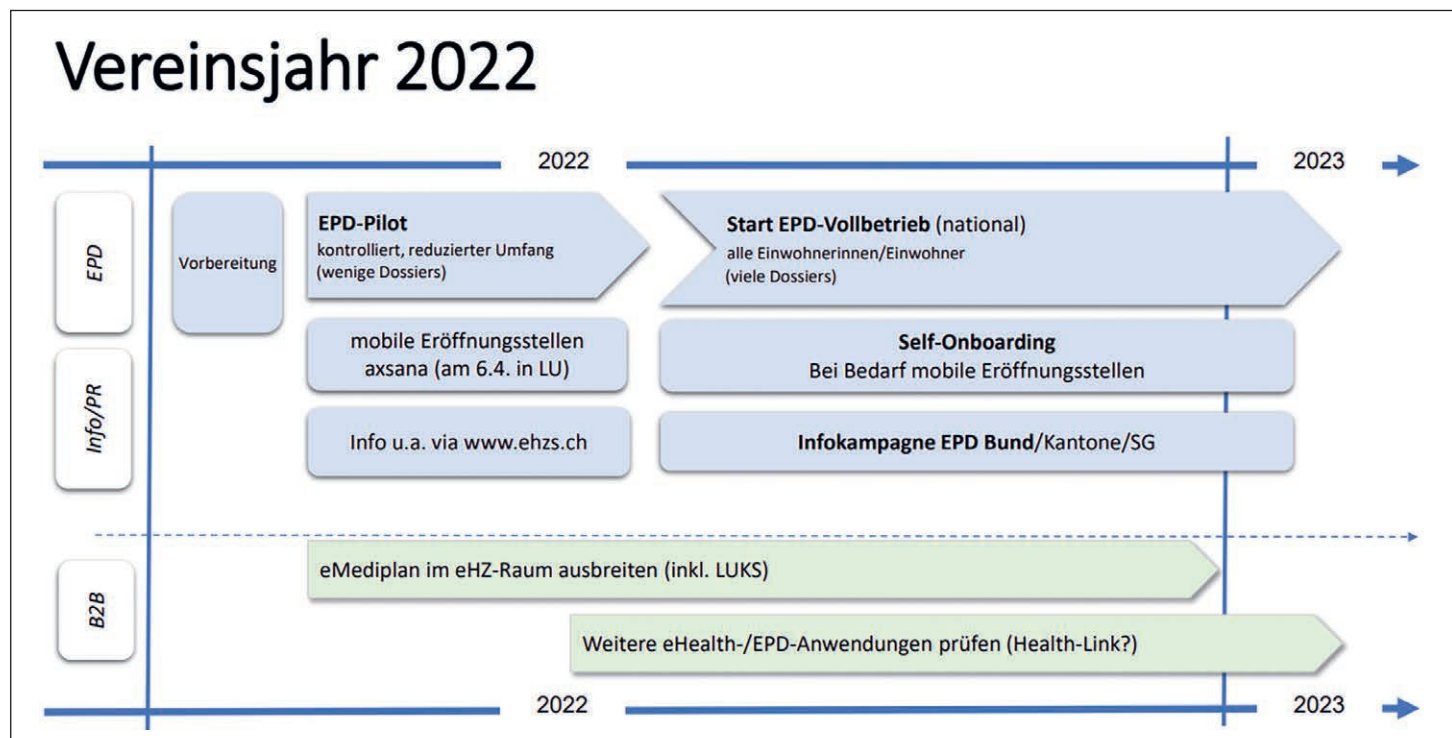 Vereinsjahr 2022
2022
2023
EPD
Vorbereitung
EPD-Pilot
kontrolliert, reduzierter Umfang
(wenige Dossiers)
Start EPD-Vollbetrieb (national)
alle Einwohnerinnen/Einwohner
(viele Dossiers)
Info/PR
mobile Eröffnungsstellen
axsana (am 6.4. in LU)
Self-Onboarding
Bei Bedarf mobile Eröffnungsstellen
Info u.a. via www.ehzs.ch
Infokampagne EPD Bund/Kantone/SG
B2B
eMediplan im eHZ-Raum ausbreiten (inkl. LUKS)
Weitere eHealth-/EPD-Anwendungen prüfen (Health-Link?)
2022
2023